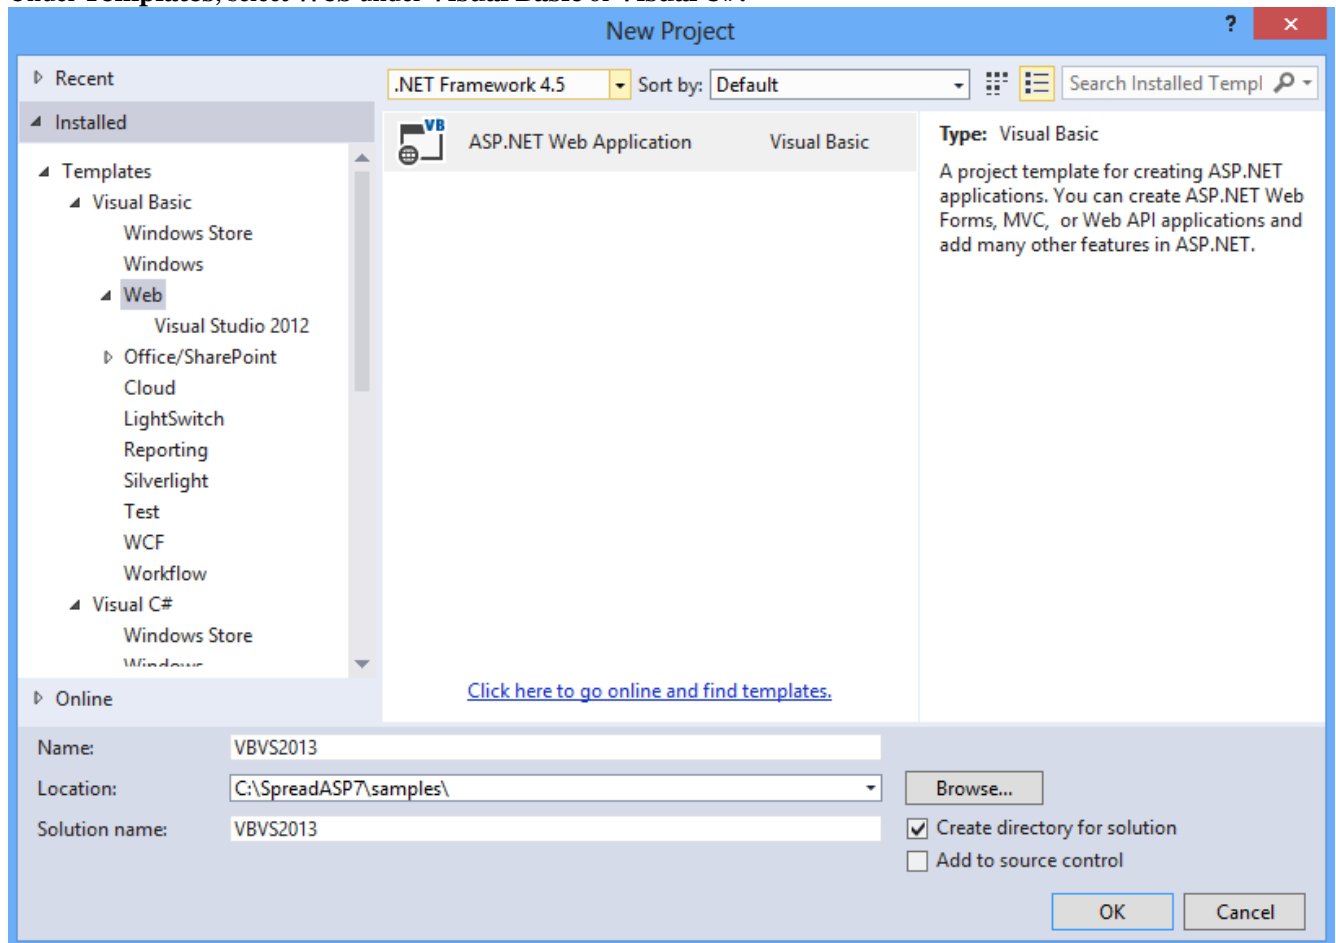 New Project
?
Recent
.NET Framework 4.5
Sort by:
Default
Search Installed Templ
Installed
VB
ASP.NET Web Application
Visual Basic
Type: Visual Basic
A project template for creating ASP.NET
applications. You can create ASP.NET Web
Forms, MVC, or Web API applications and
add many other features in ASP.NET.
Templates
Visual Basic
Windows Store
Windows
Web
Visual Studio 2012
Office/SharePoint
Cloud
LightSwitch
Reporting
Silverlight
Test
WCF
Workflow
Visual C#
Windows Store
Windows
Click here to go online and find templates.
Online
Name:
VBVS2013
Location:
C:\SpreadASP7\samples\
Browse...
Solution name:
VBVS2013
Create directory for solution
Add to source control
OK
Cancel